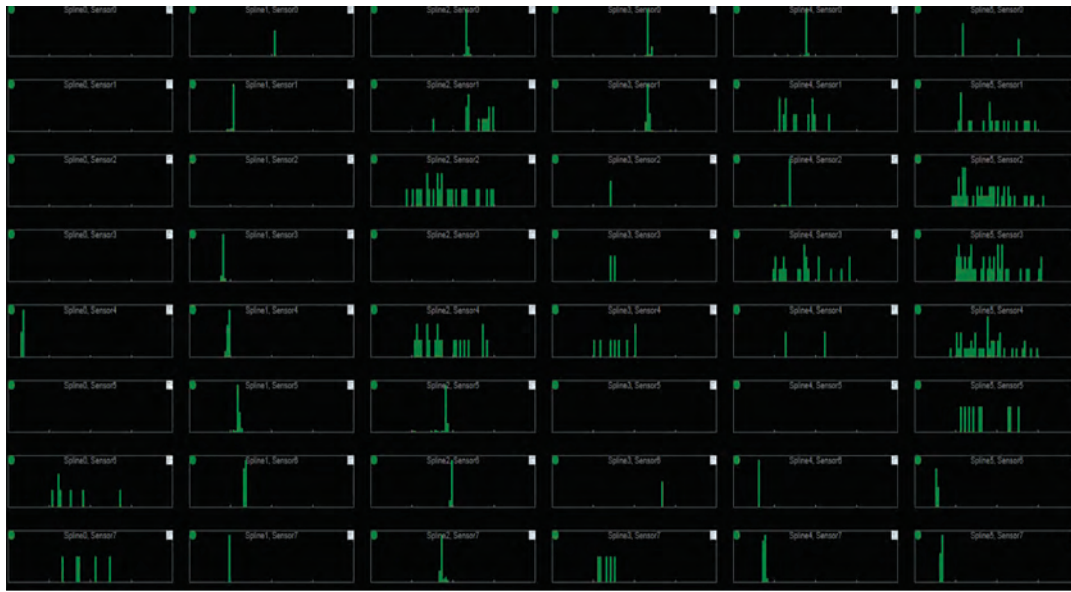 Spline0, Sensor0 Spline1, Sensor0 Spline2, Sensor0 Spline3, Sensor0 Spline4, Sensor0 Spline5, Sensor0
Spline0, Sensor1 Spline1, Sensor1 Spline2, Sensor1 Spline3, Sensor1 Spline4, Sensor1 Spline5, Sensor1
Spline0, Sensor2 Spline1, Sensor2 Spline2, Sensor2 Spline3, Sensor2 Spline4, Sensor2 Spline5, Sensor2
Spline0, Sensor3 Spline1, Sensor3 Spline2, Sensor3 Spline3, Sensor3 Spline4, Sensor3 Spline5, Sensor3
Spline0, Sensor4 Spline1, Sensor4 Spline2, Sensor4 Spline3, Sensor4 Spline4, Sensor4 Spline5, Sensor4
Spline0, Sensor5 Spline1, Sensor5 Spline2, Sensor5 Spline3, Sensor5 Spline4, Sensor5 Spline5, Sensor5
Spline0, Sensor6 Spline1, Sensor6 Spline2, Sensor6 Spline3, Sensor6 Spline4, Sensor6 Spline5, Sensor6
Spline0, Sensor7 Spline1, Sensor7 Spline2, Sensor7 Spline3, Sensor7 Spline4, Sensor7 Spline5, Sensor7